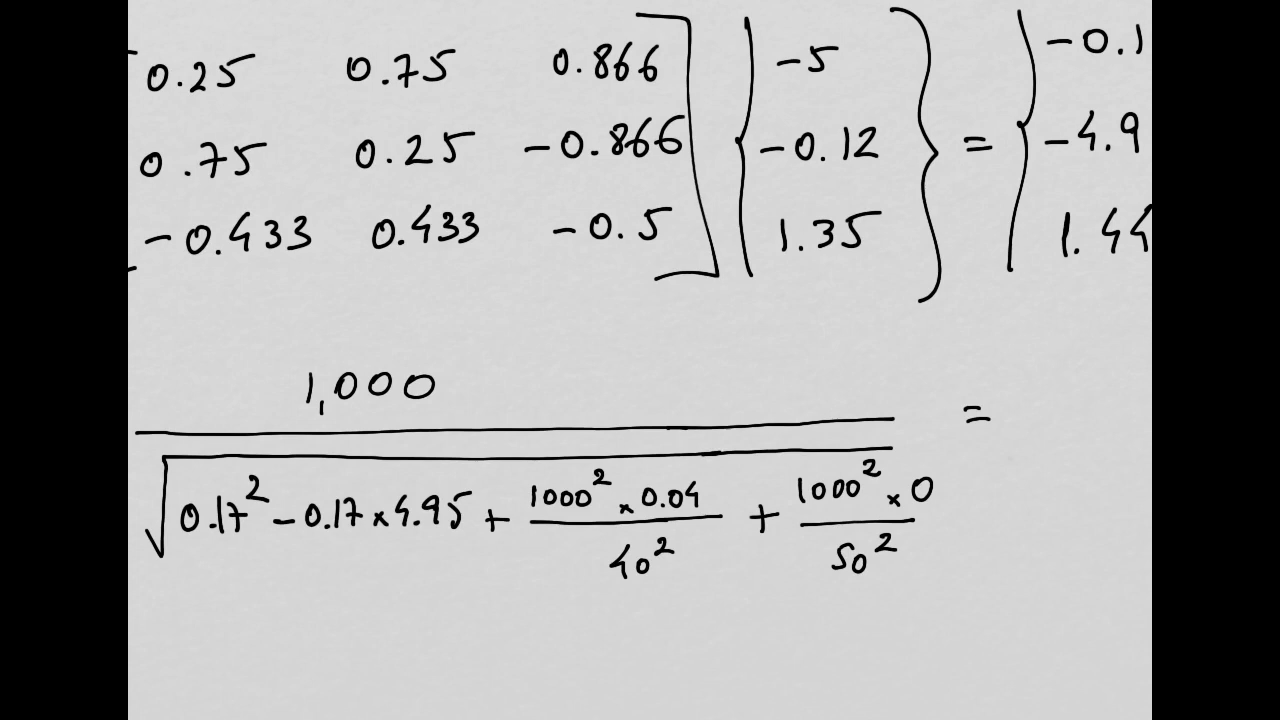 0.25 0.75 0.866 -5 -0.1
0.75 0.25 -0.866 -0.12 = -4.9
-0.433 0.433 -0.5 1.35 1.44
1,000 =
√0.17² - 0.17 × 4.95 + 1000² × 0.04 / 40² + 1000² × 0 / 50²